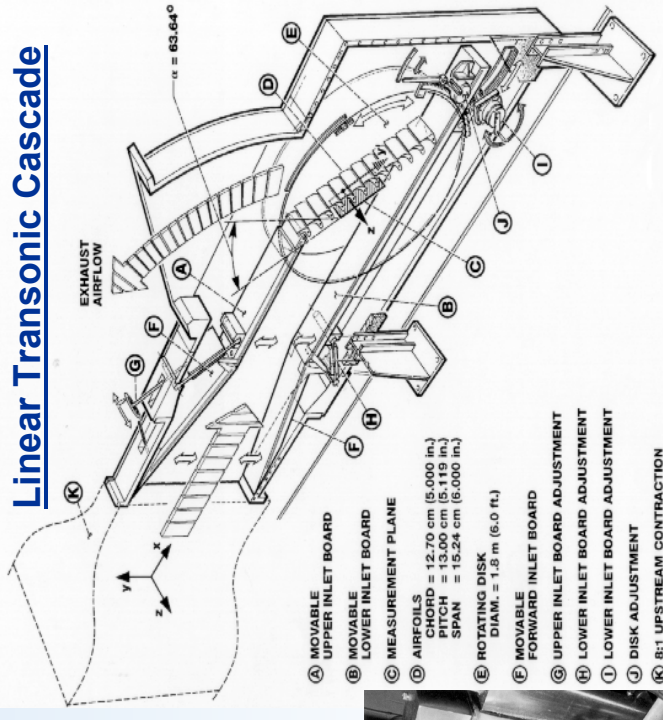 Linear Transonic Cascade
EXHAUST
AIRFLOW
α = 63.64°
K
G
F
A
D
E
y
x
z
y
z
J
I
C
B
H
F
A MOVABLE
UPPER INLET BOARD
B MOVABLE
LOWER INLET BOARD
C MEASUREMENT PLANE
D AIRFOILS
CHORD = 12.70 cm (5.000 in.)
PITCH = 13.00 cm (5.119 in.)
SPAN = 15.24 cm (6.000 in.)
E ROTATING DISK
DIAM. = 1.8 m (6.0 ft.)
F MOVABLE
FORWARD INLET BOARD
G UPPER INLET BOARD ADJUSTMENT
H LOWER INLET BOARD ADJUSTMENT
I LOWER INLET BOARD ADJUSTMENT
J DISK ADJUSTMENT
K 8:1 UPSTREAM CONTRACTION